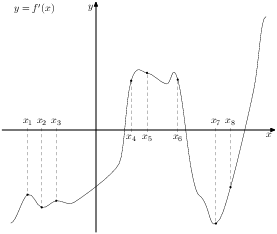 y = f′(x)
y
x₁ x₂ x₃ x₇ x₈
x
x₄ x₅ x₆